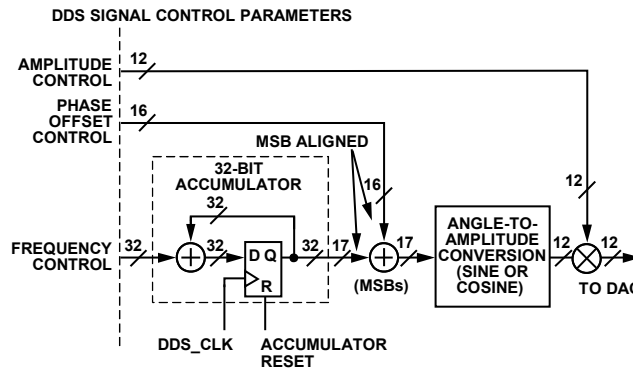 DDS SIGNAL CONTROL PARAMETERS
AMPLITUDE
CONTROL
12
PHASE
OFFSET
CONTROL
16
MSB ALIGNED
32-BIT
ACCUMULATOR
16
12
32
FREQUENCY
CONTROL
32
32
D Q
R
32
17
(MSBs)
17
ANGLE-TO-
AMPLITUDE
CONVERSION
(SINE OR
COSINE)
12
12
TO DAC
DDS_CLK
ACCUMULATOR
RESET